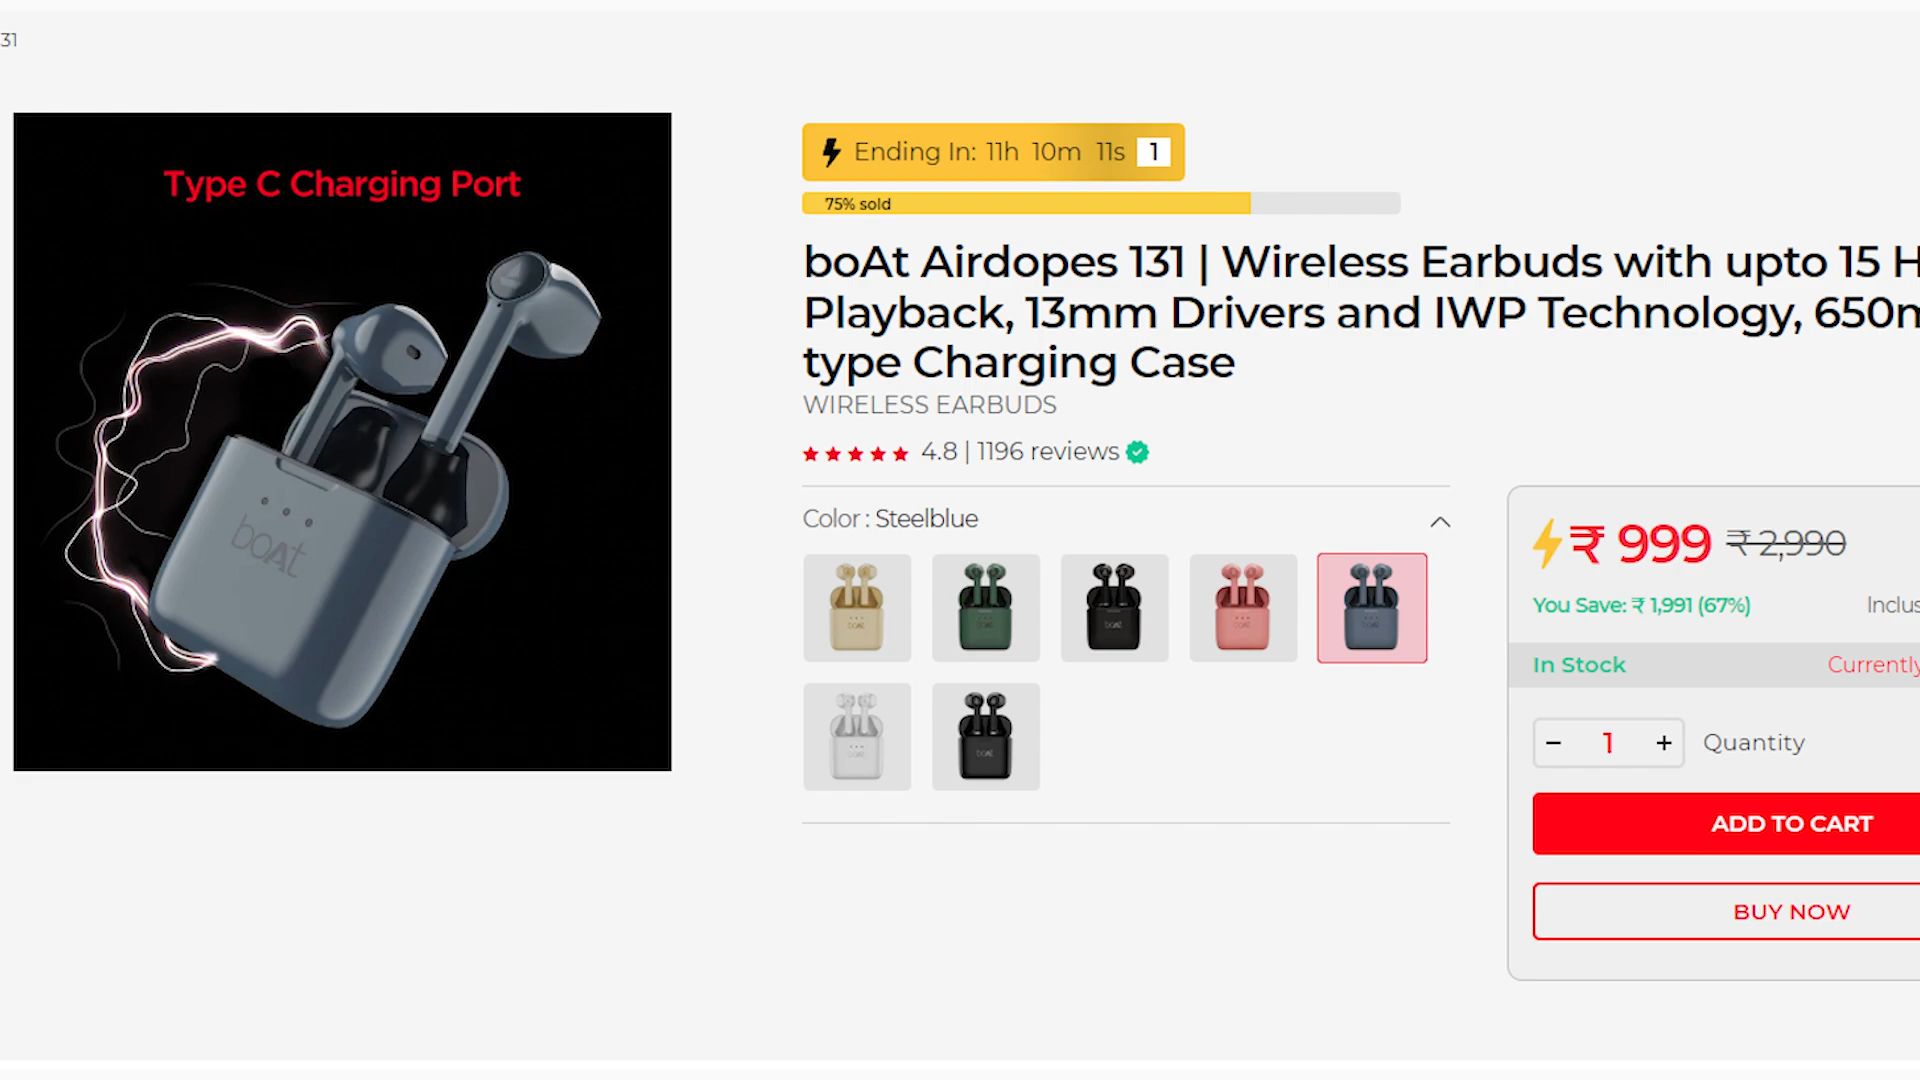 31
Type C Charging Port
boAt
Ending In: 11h 10m 11s 1
75% sold
boAt Airdopes 131 | Wireless Earbuds with upto 15 H
Playback, 13mm Drivers and IWP Technology, 650m
type Charging Case
WIRELESS EARBUDS
4.8 | 1196 reviews
Color : Steelblue
₹ 999 ₹ 2,990
You Save: ₹ 1,991 (67%) Inclus
In Stock Currently
- 1 + Quantity
ADD TO CART
BUY NOW